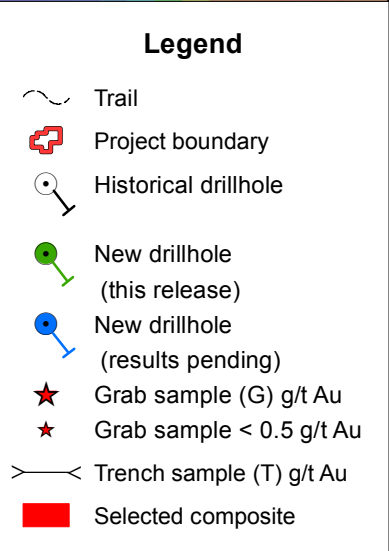 Legend
Trail
Project boundary
Historical drillhole
New drillhole
(this release)
New drillhole
(results pending)
Grab sample (G) g/t Au
Grab sample < 0.5 g/t Au
Trench sample (T) g/t Au
Selected composite